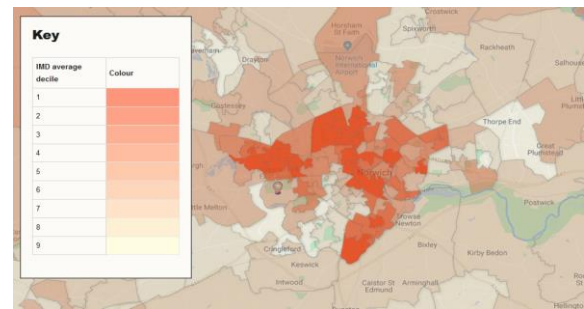 Key
IMD average
decile
Colour
1
2
3
4
5
6
7
8
9
Crostwick
Horsham
St Faith
Spixworth
Drayton
Rackheath
Norwich
International
Airport
Salhouse
Thorpe End
Great
Plumstead
Norwich
Postwick
Little Melton
Trowse
Newton
Cringleford
Keswick
Bixley
Kirby Bedon
Intwood
Caistor St
Edmund
Arminghall